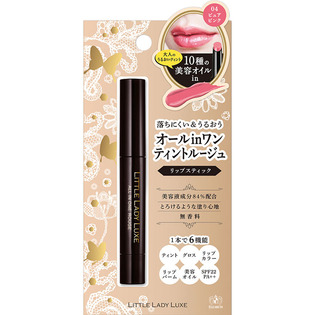 04
ピュア
ピンク
大人の
うるおいティント
10種の
美容オイル
in
落ちにくい&うるおう
オールinワン
ティントルージュ
リップスティック
美容液成分84%配合
とろけるような塗り心地
無香料
1本で6機能
ティント
グロス
リップ
カラー
リップ
バーム
美容
オイル
SPF22
PA++
LITTLE LADY LUXE
ALL IN ONE ROUGE
LITTLE LADY LUXE